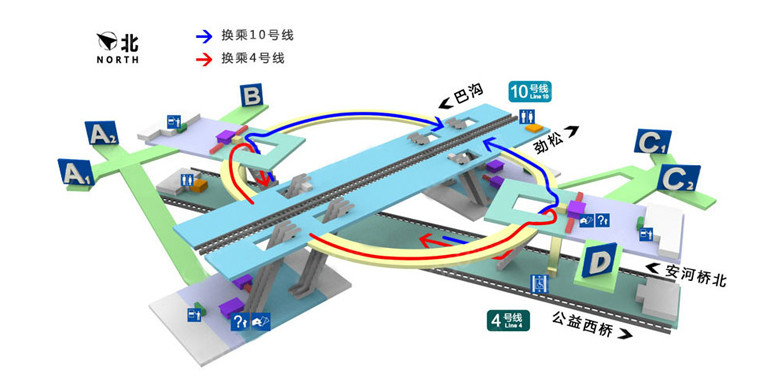 北
NORTH
换乘10号线
换乘4号线
巴沟
10号线
Line 10
劲松
B
A2
A1
C1
C2
D
安河桥北
公益西桥
4号线
Line 4
?
?
?